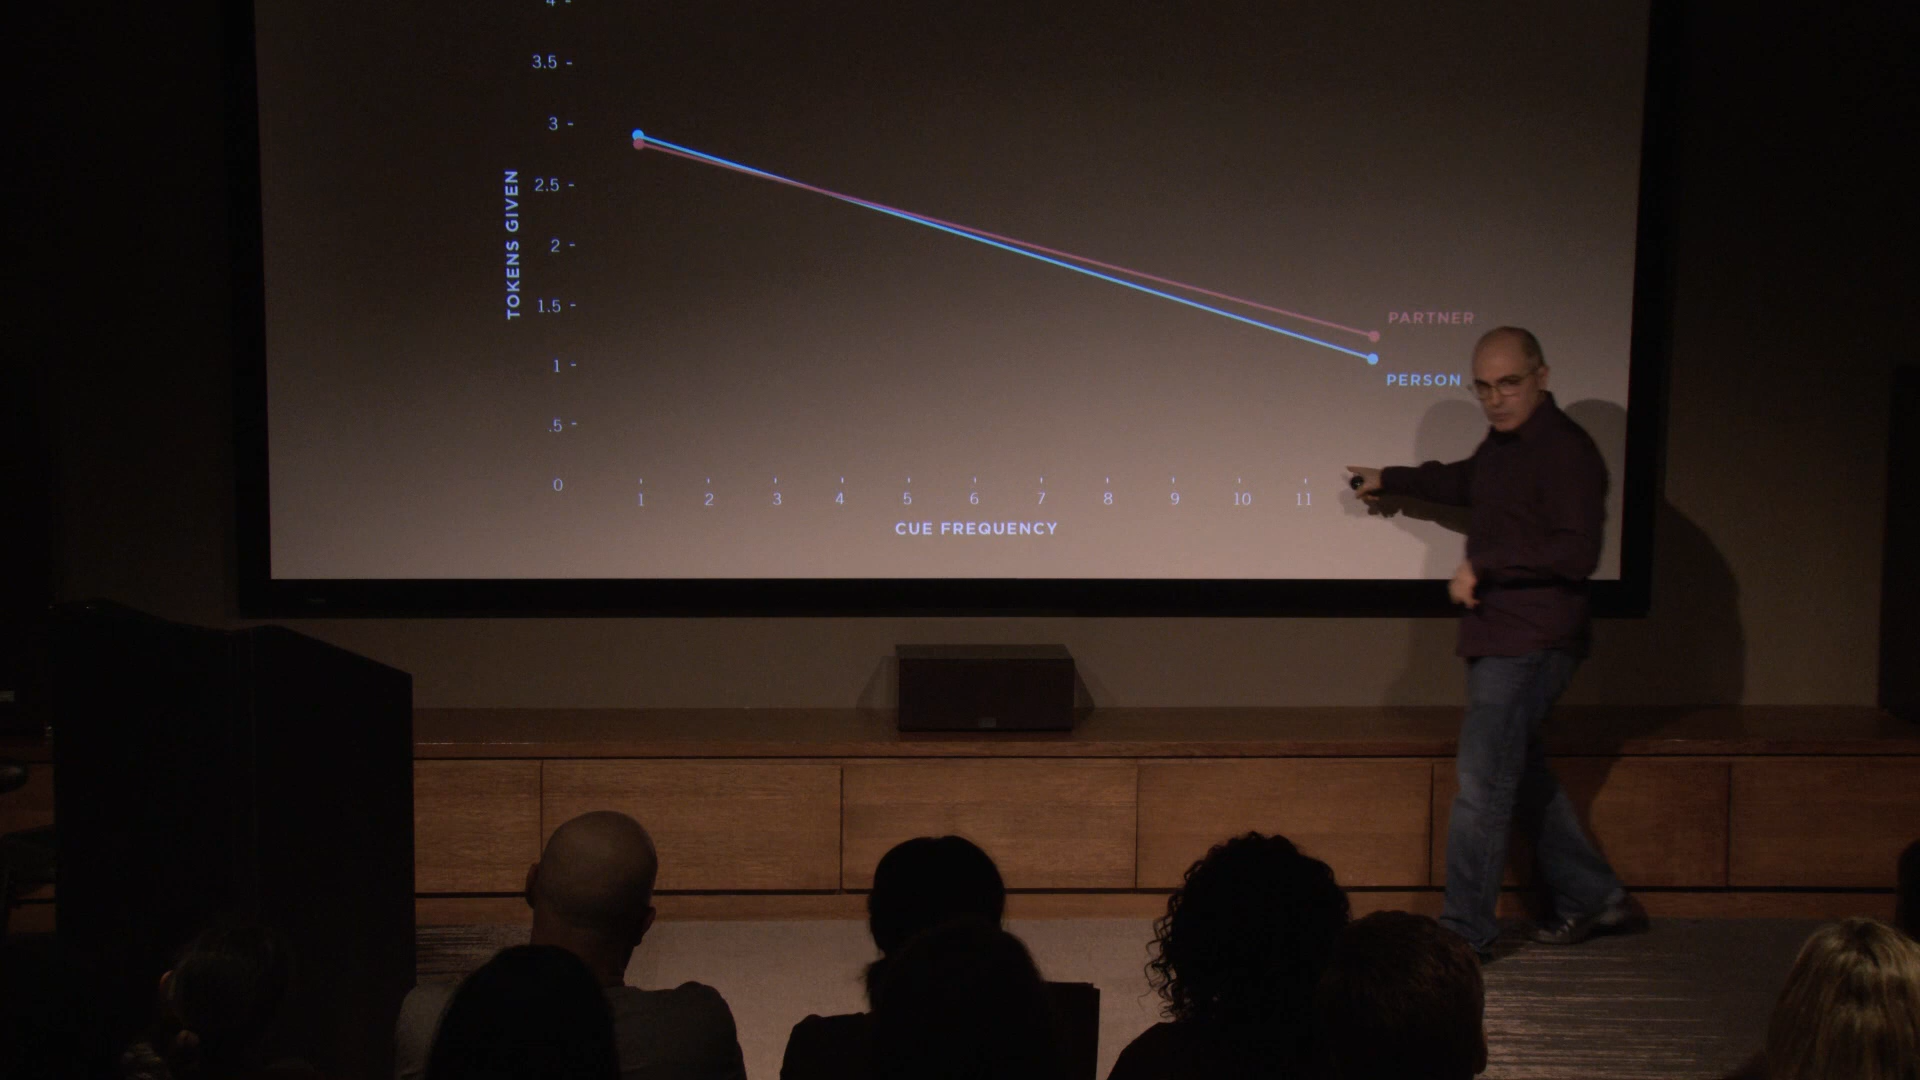 4 -
3.5 -
3 -
2.5 -
2 -
1.5 -
1 -
.5 -
0
TOKENS GIVEN
PARTNER
PERSON
1 2 3 4 5 6 7 8 9 10 11
CUE FREQUENCY